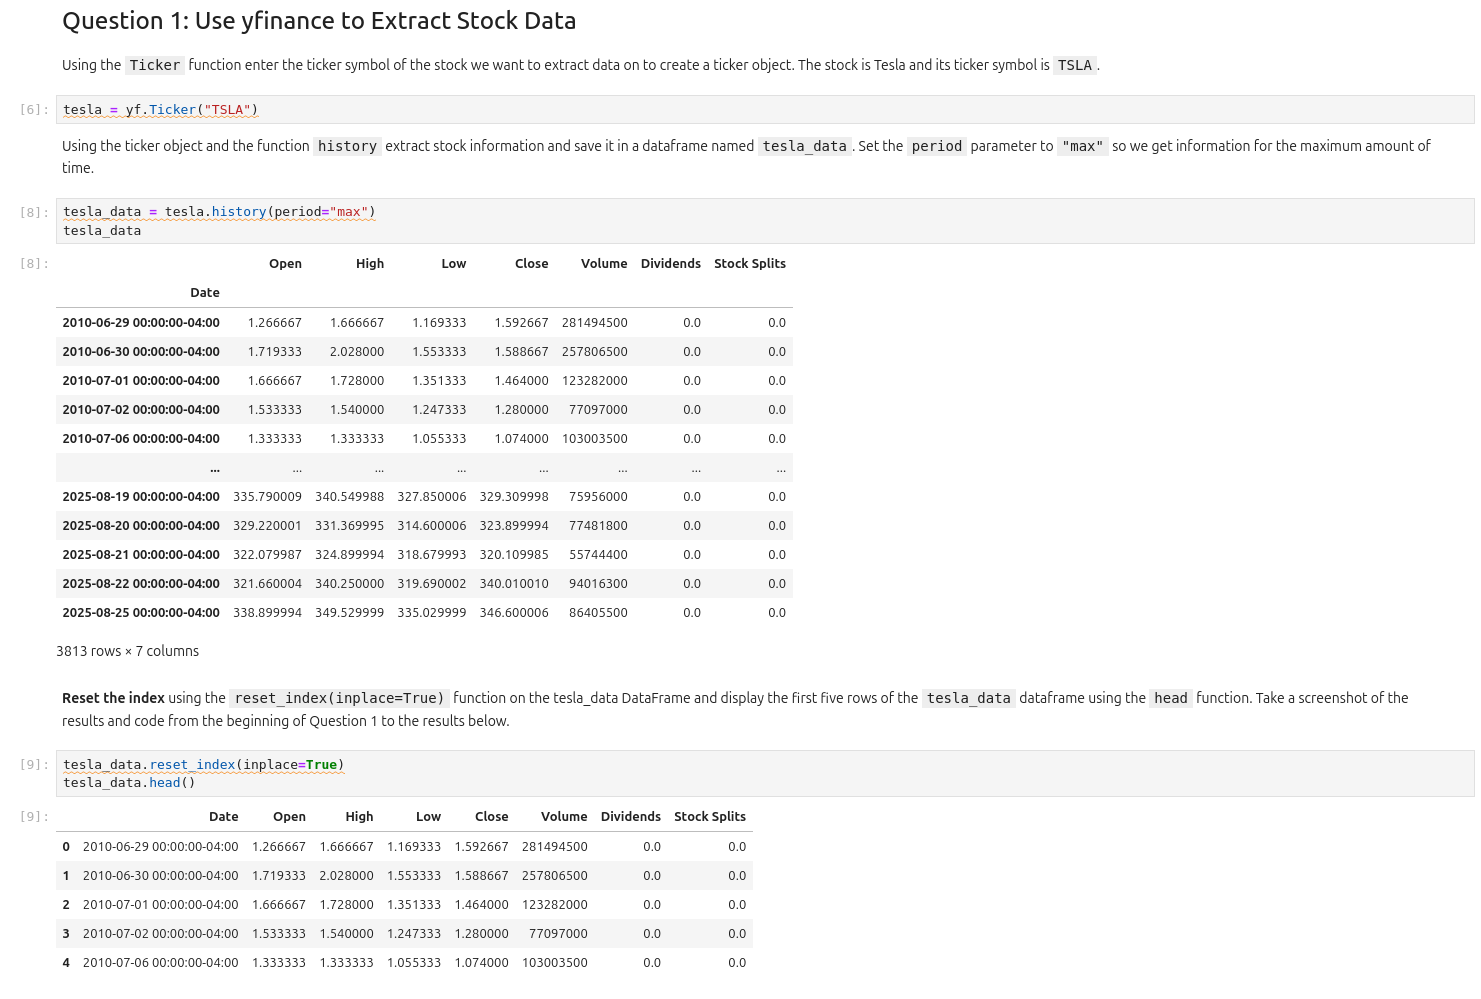 Question 1: Use yfinance to Extract Stock Data
Using the Ticker function enter the ticker symbol of the stock we want to extract data on to create a ticker object. The stock is Tesla and its ticker symbol is TSLA.
[6]: tesla = yf.Ticker("TSLA")
Using the ticker object and the function history extract stock information and save it in a dataframe named tesla_data. Set the period parameter to "max" so we get information for the maximum amount of
time.
[8]: tesla_data = tesla.history(period="max")
tesla_data
[8]: Open High Low Close Volume Dividends Stock Splits
Date
2010-06-29 00:00:00-04:00 1.266667 1.666667 1.169333 1.592667 281494500 0.0 0.0
2010-06-30 00:00:00-04:00 1.719333 2.028000 1.553333 1.588667 257806500 0.0 0.0
2010-07-01 00:00:00-04:00 1.666667 1.728000 1.351333 1.464000 123282000 0.0 0.0
2010-07-02 00:00:00-04:00 1.533333 1.540000 1.247333 1.280000 77097000 0.0 0.0
2010-07-06 00:00:00-04:00 1.333333 1.333333 1.055333 1.074000 103003500 0.0 0.0
... ... ... ... ... ... ... ...
2025-08-19 00:00:00-04:00 335.790009 340.549988 327.850006 329.309998 75956000 0.0 0.0
2025-08-20 00:00:00-04:00 329.220001 331.369995 314.600006 323.899994 77481800 0.0 0.0
2025-08-21 00:00:00-04:00 322.079987 324.899994 318.679993 320.109985 55744400 0.0 0.0
2025-08-22 00:00:00-04:00 321.660004 340.250000 319.690002 340.010010 94016300 0.0 0.0
2025-08-25 00:00:00-04:00 338.899994 349.529999 335.029999 346.600006 86405500 0.0 0.0
3813 rows × 7 columns
Reset the index using the reset_index(inplace=True) function on the tesla_data DataFrame and display the first five rows of the tesla_data dataframe using the head function. Take a screenshot of the
results and code from the beginning of Question 1 to the results below.
[9]: tesla_data.reset_index(inplace=True)
tesla_data.head()
[9]: Date Open High Low Close Volume Dividends Stock Splits
0 2010-06-29 00:00:00-04:00 1.266667 1.666667 1.169333 1.592667 281494500 0.0 0.0
1 2010-06-30 00:00:00-04:00 1.719333 2.028000 1.553333 1.588667 257806500 0.0 0.0
2 2010-07-01 00:00:00-04:00 1.666667 1.728000 1.351333 1.464000 123282000 0.0 0.0
3 2010-07-02 00:00:00-04:00 1.533333 1.540000 1.247333 1.280000 77097000 0.0 0.0
4 2010-07-06 00:00:00-04:00 1.333333 1.333333 1.055333 1.074000 103003500 0.0 0.0